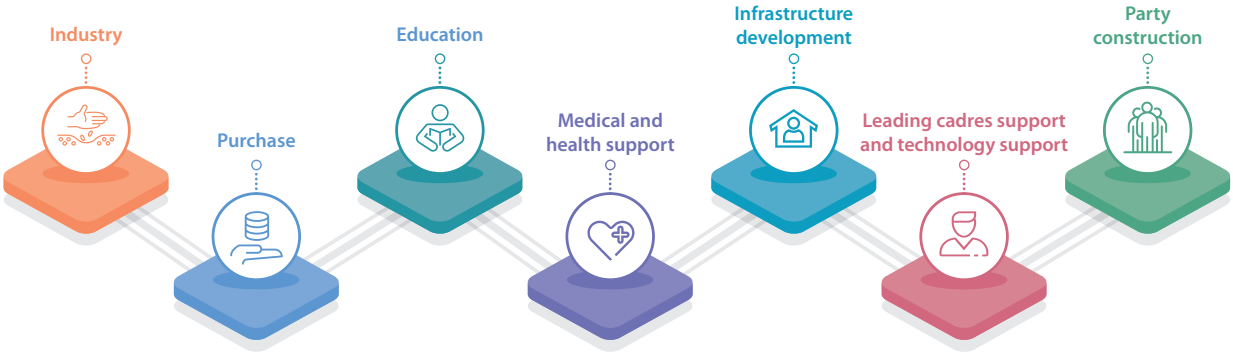 Industry
Purchase
Education
Medical and
health support
Infrastructure
development
Leading cadres support
and technology support
Party
construction